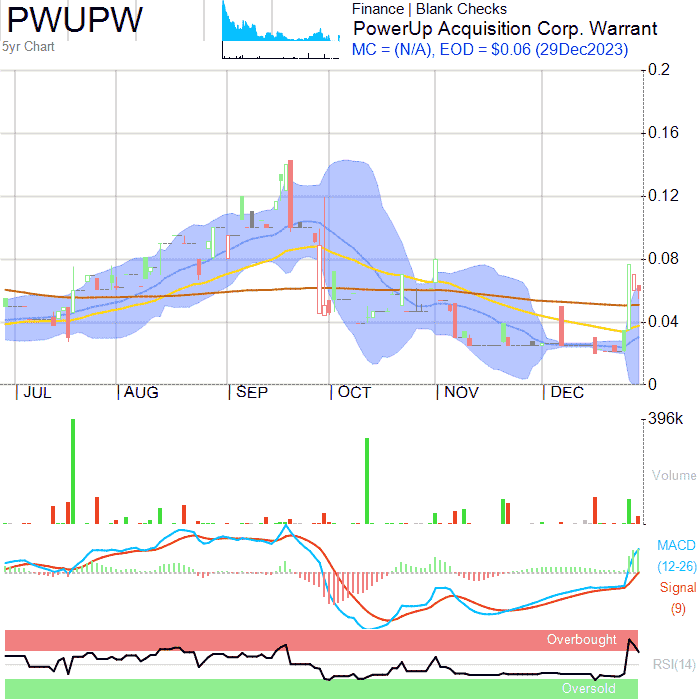 PWUPW
5yr Chart
Finance | Blank Checks
PowerUp Acquisition Corp. Warrant
MC = (N/A), EOD = $0.06 (29Dec2023)
0.2
0.16
0.12
0.08
0.04
0
JUL AUG SEP OCT NOV DEC
396k
Volume
MACD
(12-26)
Signal
(9)
Overbought
RSI(14)
Oversold